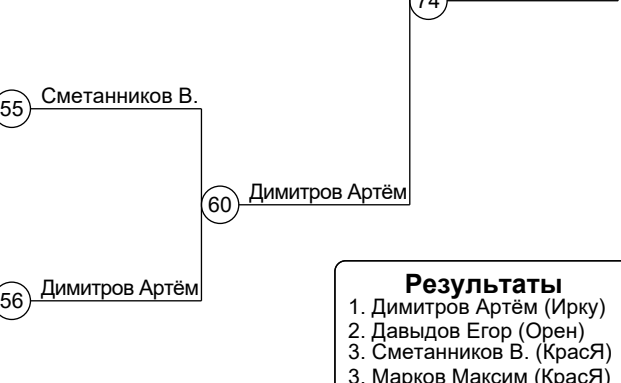 74
Сметанников В.
55
Димитров Артём
60
Димитров Артём
56
Результаты
1. Димитров Артём (Ирку)
2. Давыдов Егор (Орен)
3. Сметанников В. (КрасЯ)
3. Марков Максим (КрасЯ)